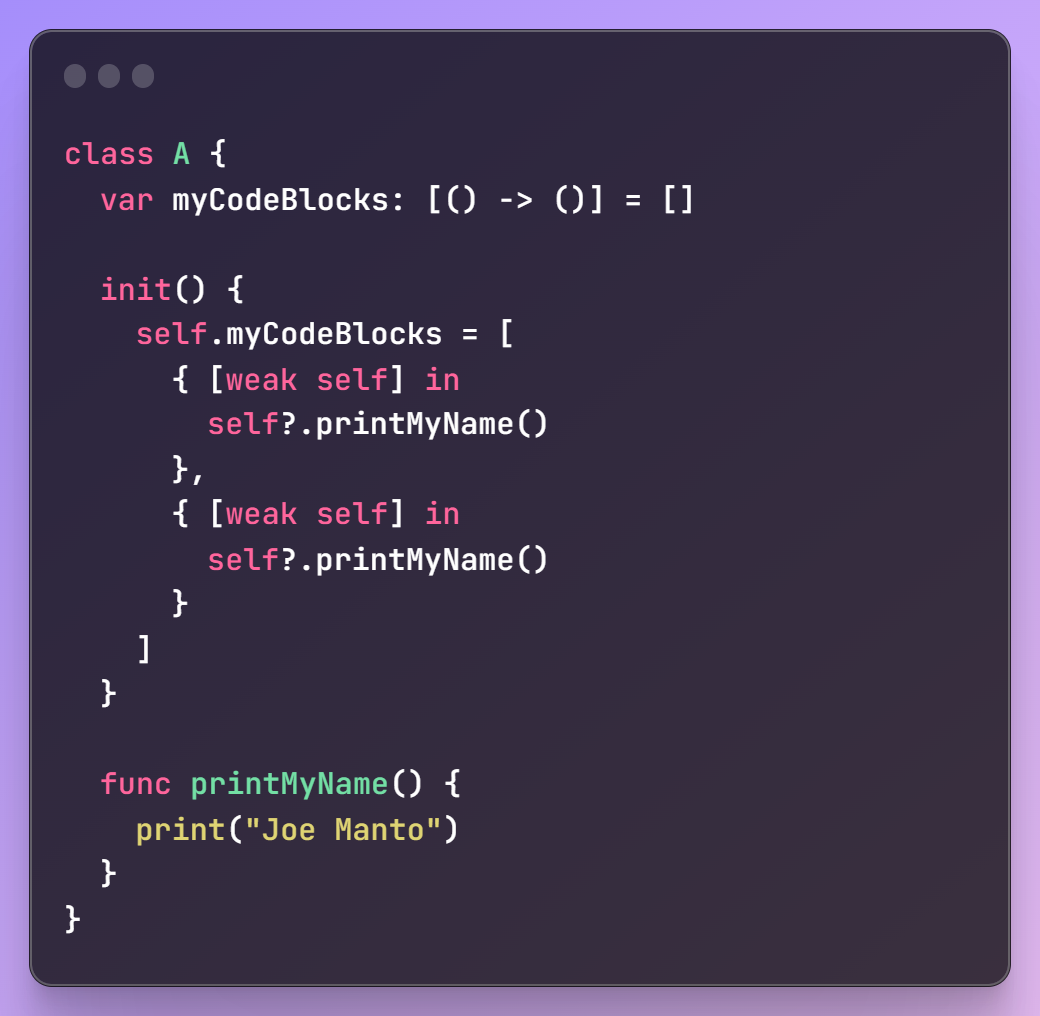 class A {
  var myCodeBlocks: [() -> ()] = []

  init() {
    self.myCodeBlocks = [
      { [weak self] in
        self?.printMyName()
      },
      { [weak self] in
        self?.printMyName()
      }
    ]
  }

  func printMyName() {
    print("Joe Manto")
  }
}